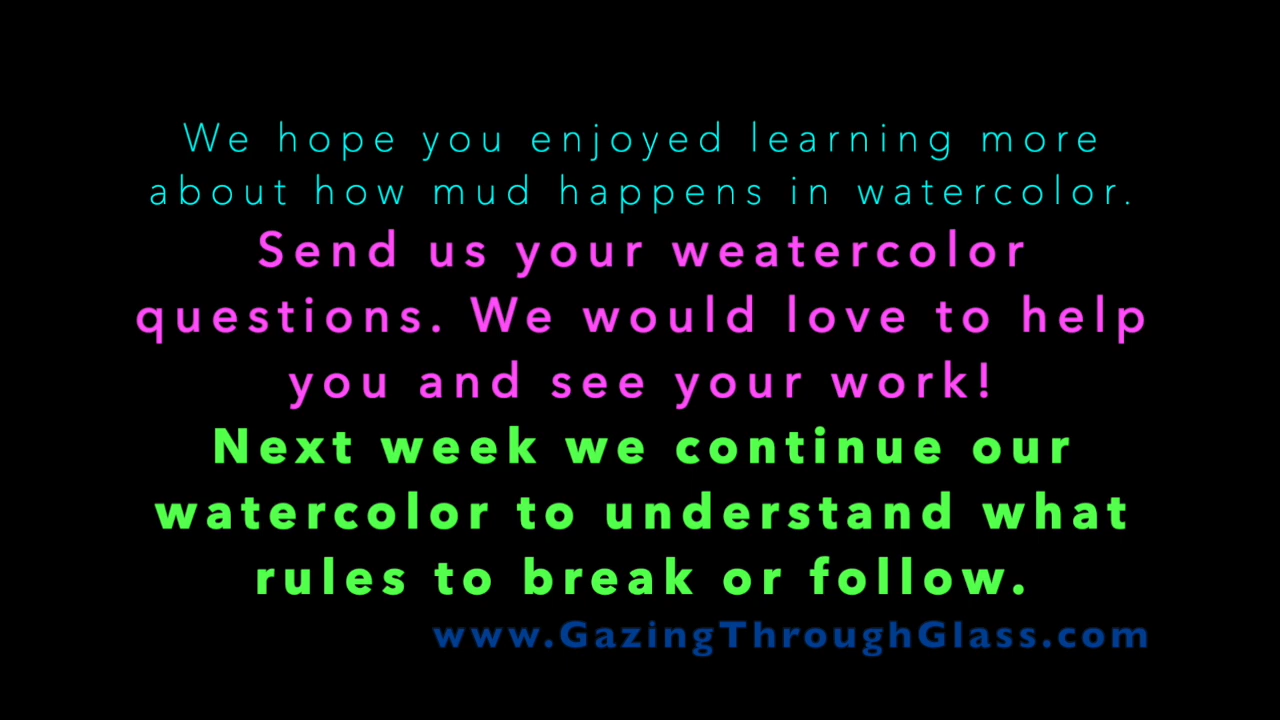 We hope you enjoyed learning more
about how mud happens in watercolor.
Send us your weatercolor
questions. We would love to help
you and see your work!
Next week we continue our
watercolor to understand what
rules to break or follow.
www.GazingThroughGlass.com